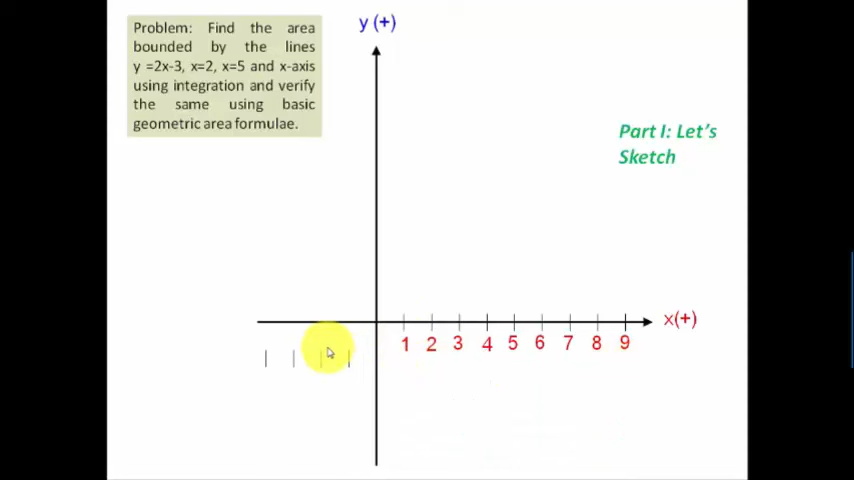 Problem: Find the area
bounded by the lines
y =2x-3, x=2, x=5 and x-axis
using integration and verify
the same using basic
geometric area formulae.
y (+)
Part I: Let's
Sketch
x(+)
1 2 3 4 5 6 7 8 9